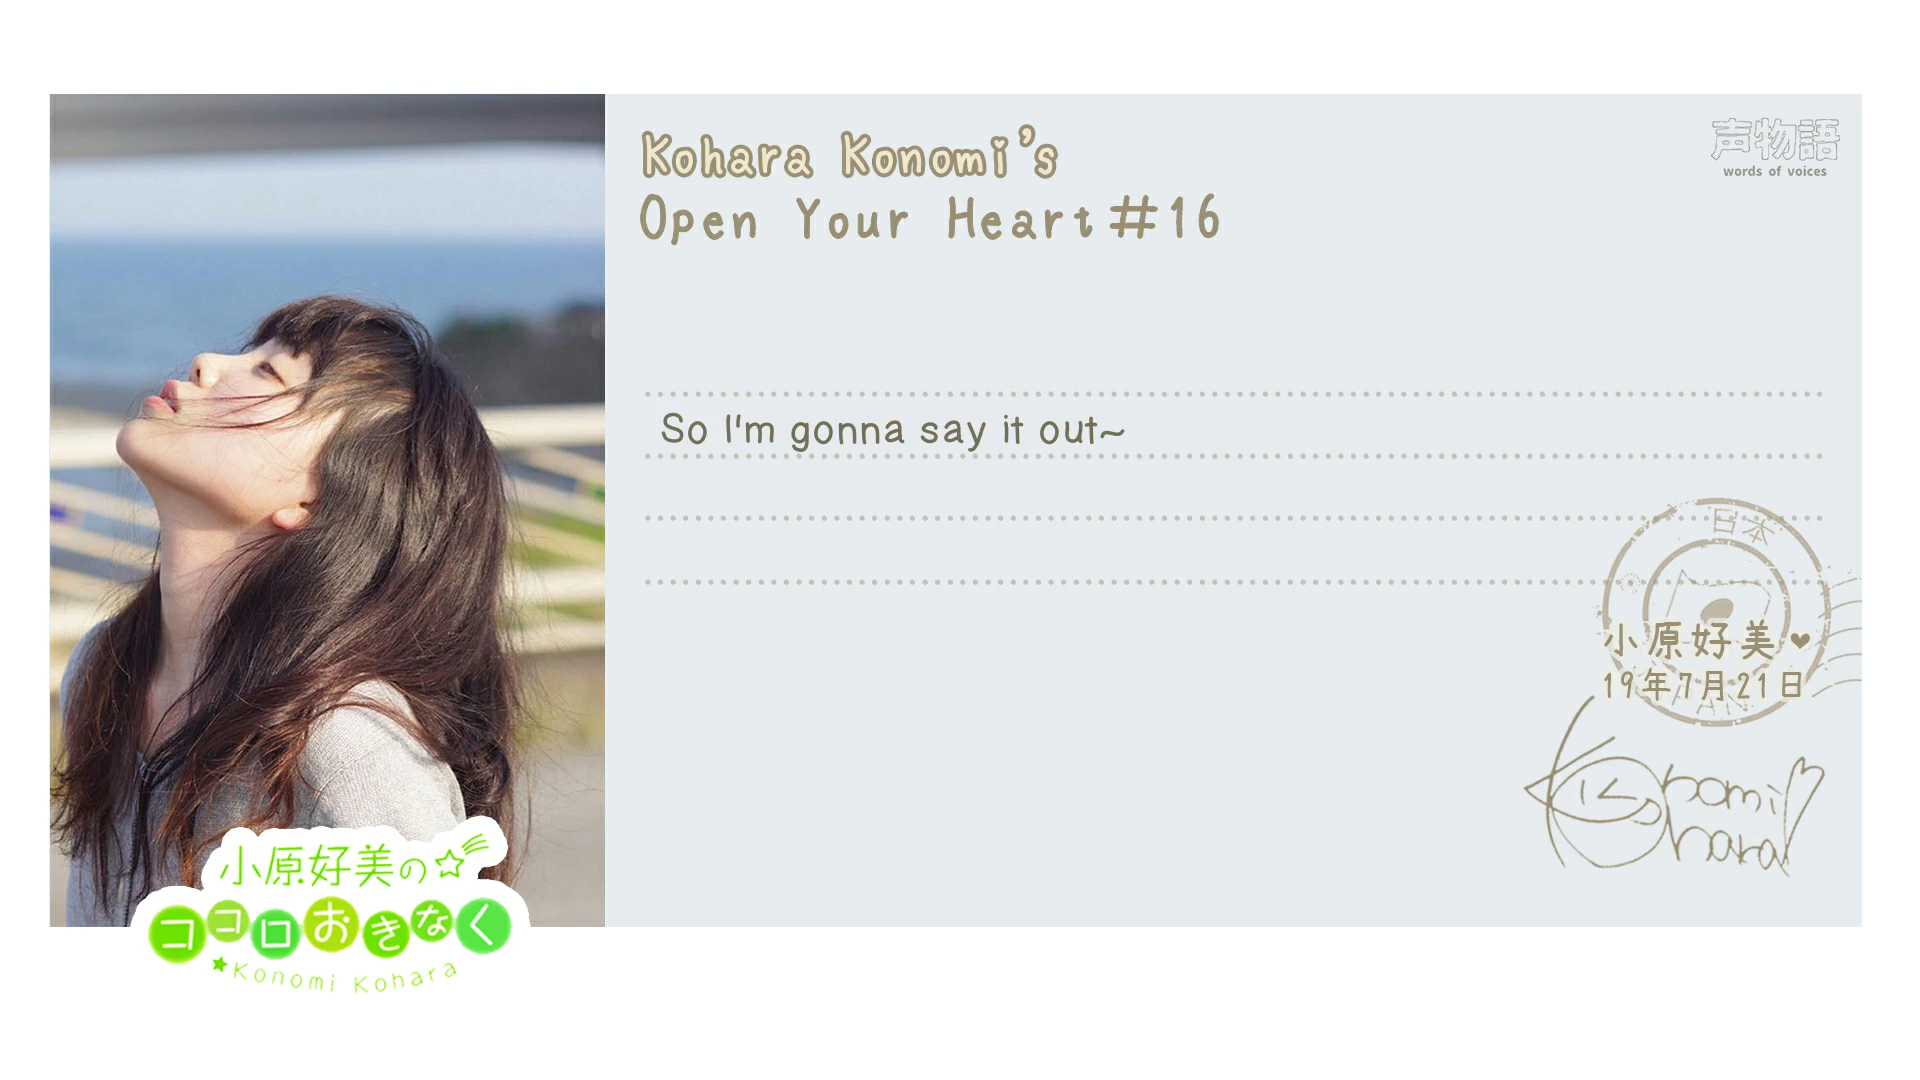 Kohara Konomi's
Open Your Heart#16
声物語
words of voices
So I'm gonna say it out~
日本
小原好美❤
19年7月21日
Konomi
Kohara
小原好美の☆
ココロおきなく
★Konomi Kohara